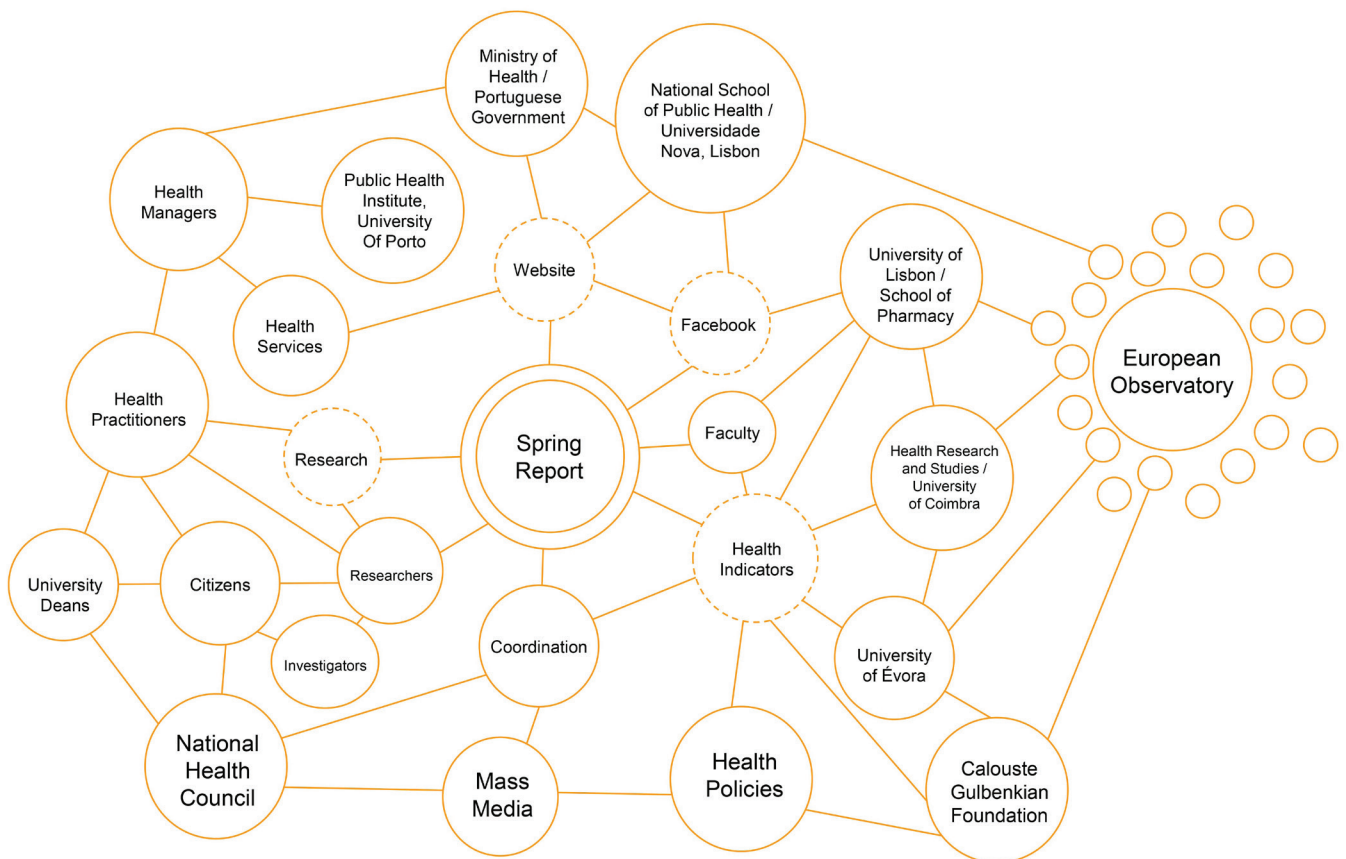 Ministry of
Health /
Portuguese
Government
National School
of Public Health /
Universidade
Nova, Lisbon
Health
Managers
Public Health
Institute,
University
Of Porto
Website
University of
Lisbon /
School of
Pharmacy
Health
Services
Facebook
European
Observatory
Health
Practitioners
Research
Spring
Report
Faculty
Health Research
and Studies /
University
of Coimbra
University
Deans
Citizens
Researchers
Health
Indicators
Investigators
Coordination
University
of Évora
National
Health
Council
Mass
Media
Health
Policies
Calouste
Gulbenkian
Foundation